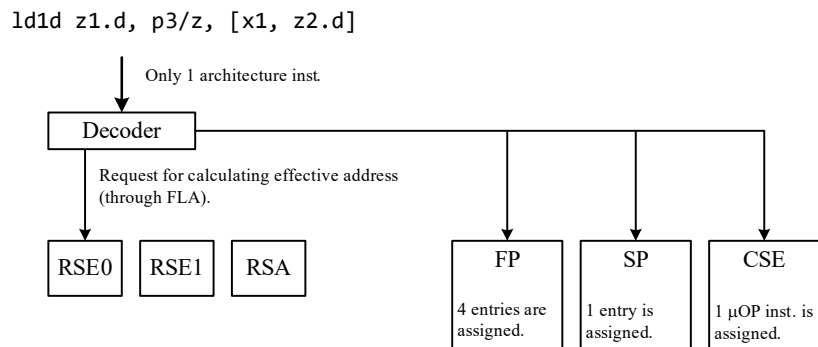 ld1d z1.d, p3/z, [x1, z2.d]
Only 1 architecture inst.
Decoder
Request for calculating effective address
(through FLA).
RSE0
RSE1
RSA
FP
4 entries are
assigned.
SP
1 entry is
assigned.
CSE
1 μOP inst. is
assigned.